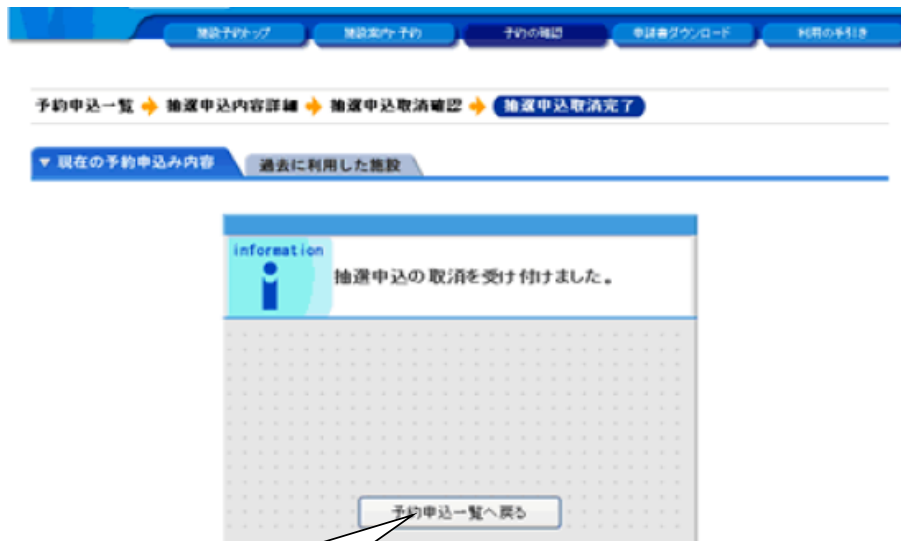 施設予約トップ 施設案内・予約 予約の確認 申請書ダウンロード 利用の手引き
予約申込一覧 抽選申込内容詳細 抽選申込取消確認 抽選申込取消完了
▼ 現在の予約申込み内容 過去に利用した施設
information
i
抽選申込の取消を受け付けました。
予約申込一覧へ戻る